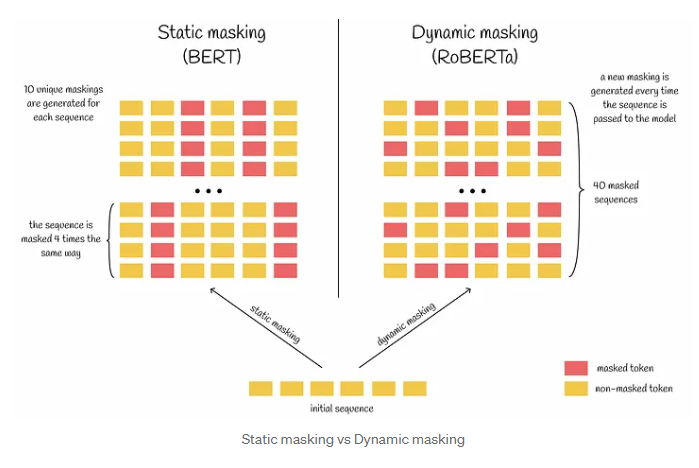 Static masking
(BERT)
10 unique maskings
are generated for
each sequence
...
the sequence is
masked 4 times the
same way
Dynamic masking
(RoBERTa)
a new masking is
generated every time
the sequence is
passed to the model
...
40 masked
sequences
static masking
dynamic masking
initial sequence
masked token
non-masked token
Static masking vs Dynamic masking